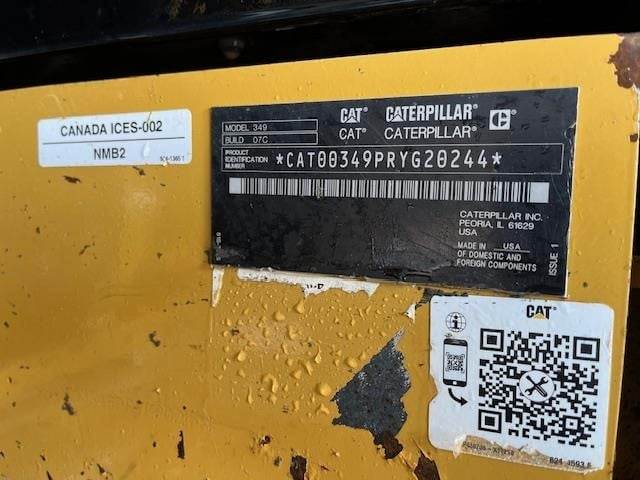 CANADA ICES-002
NMB2
CAT CATERPILLAR
CAT CATERPILLAR
MODEL 349
BUILD 07C
PRODUCT
IDENTIFICATION
NUMBER
*CAT00349PRYG20244*
CATERPILLAR INC.
PEORIA, IL 61629
USA
MADE IN USA
OF DOMESTIC AND
FOREIGN COMPONENTS
ISSUE 1
CAT